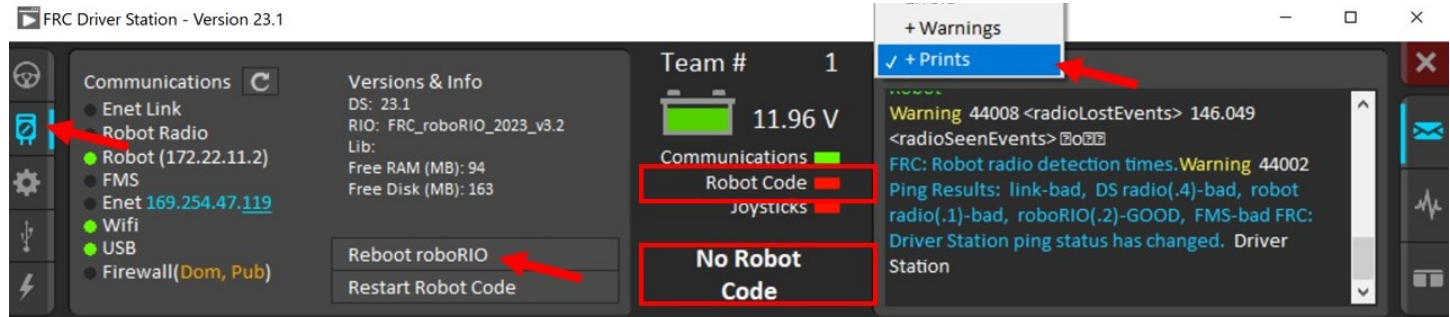 FRC Driver Station - Version 23.1
Communications
Enet Link
Robot Radio
Robot (172.22.11.2)
FMS
Enet 169.254.47.119
Wifi
USB
Firewall(Dom, Pub)
Versions & Info
DS: 23.1
RIO: FRC_roboRIO_2023_v3.2
Lib:
Free RAM (MB): 94
Free Disk (MB): 163
Reboot roboRIO
Restart Robot Code
Team # 1
11.96 V
Communications
Robot Code
Joysticks
No Robot
Code
+ Warnings
✓ + Prints
Warning 44008 <radioLostEvents> 146.049
<radioSeenEvents>
FRC: Robot radio detection times.Warning 44002
Ping Results: link-bad, DS radio(.4)-bad, robot
radio(.1)-bad, roboRIO(.2)-GOOD, FMS-bad FRC:
Driver Station ping status has changed. Driver
Station